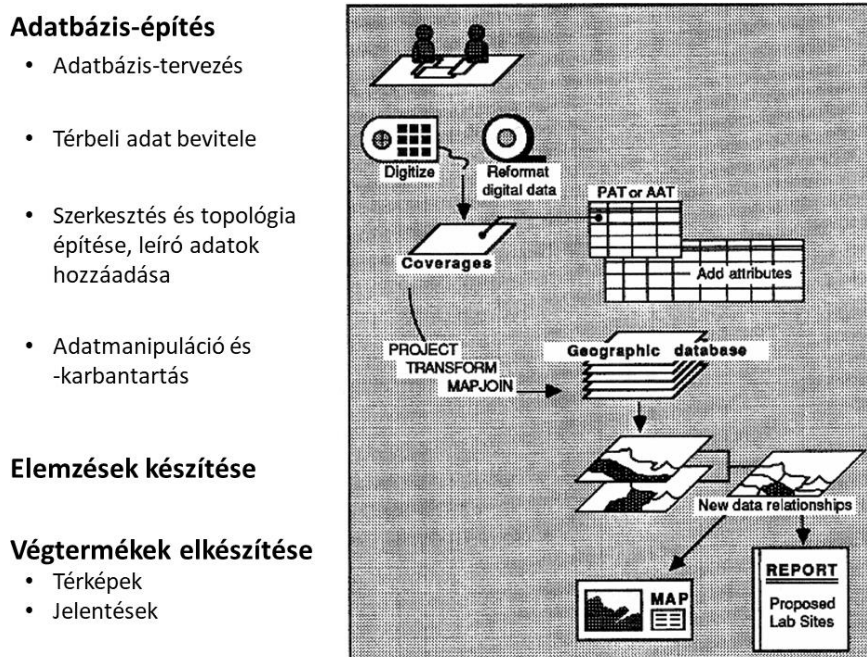 Adatbázis-építés
• Adatbázis-tervezés
• Térbeli adat bevitele
• Szerkesztés és topológia
építése, leíró adatok
hozzáadása
• Adatmanipuláció és
-karbantartás
Elemzések készítése
Végtermékek elkészítése
• Térképek
• Jelentések
Digitize
Reformat
digital data
PAT or AAT
Coverages
Add attributes
PROJECT
TRANSFORM
MAPJOIN
Geographic database
New data relationships
MAP
REPORT
Proposed
Lab Sites